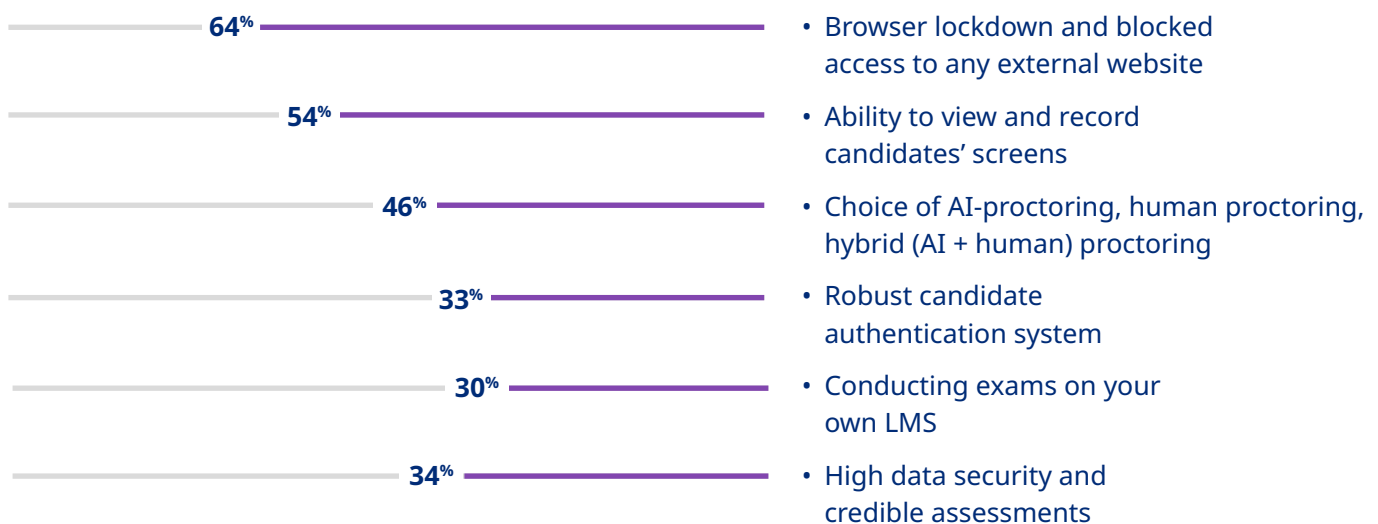 64%
• Browser lockdown and blocked
access to any external website
54%
• Ability to view and record
candidates’ screens
46%
• Choice of AI-proctoring, human proctoring,
hybrid (AI + human) proctoring
33%
• Robust candidate
authentication system
30%
• Conducting exams on your
own LMS
34%
• High data security and
credible assessments